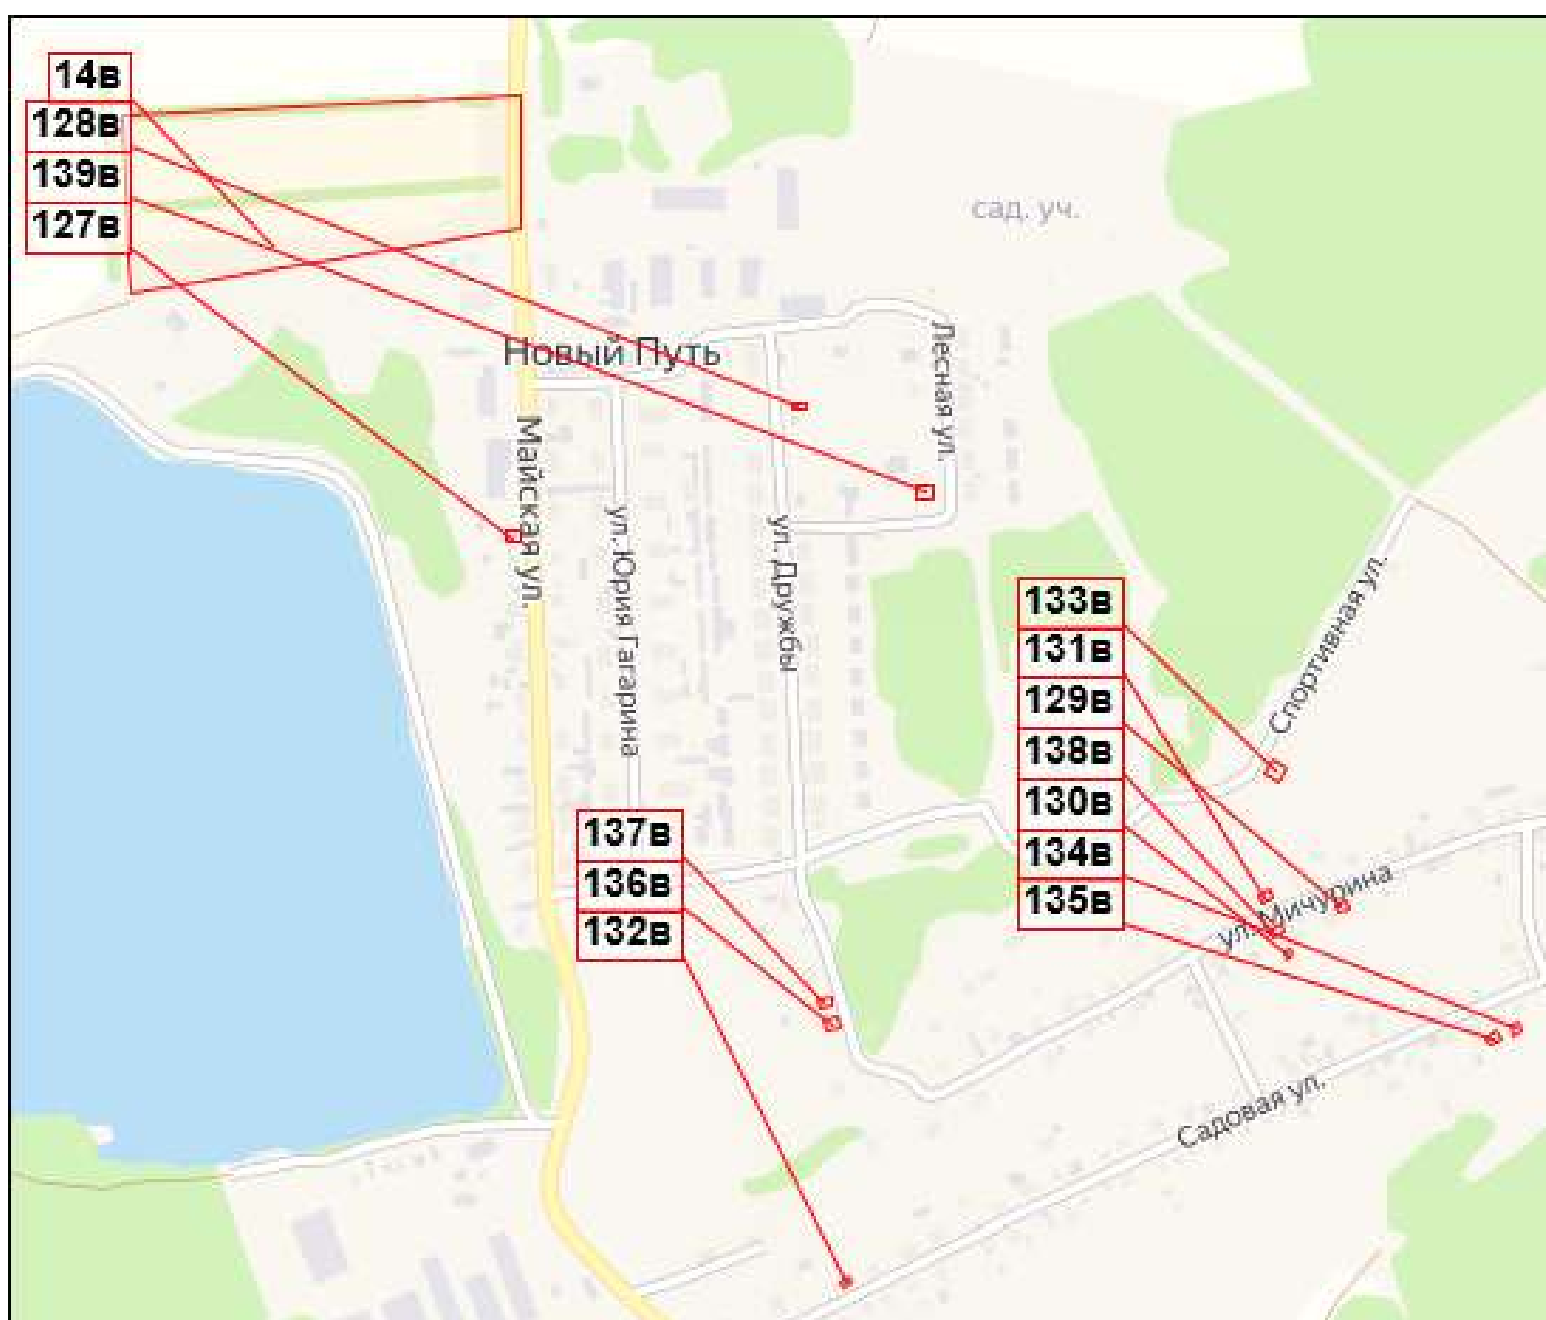 14в
128в
139в
127в
сад. уч.
Новый Путь
Лесная ул.
Майская ул.
ул. Юрия Гагарина
ул. Дружбы
Спортивная ул.
133в
131в
129в
138в
130в
134в
135в
137в
136в
132в
ул. Мичурина
Садовая ул.